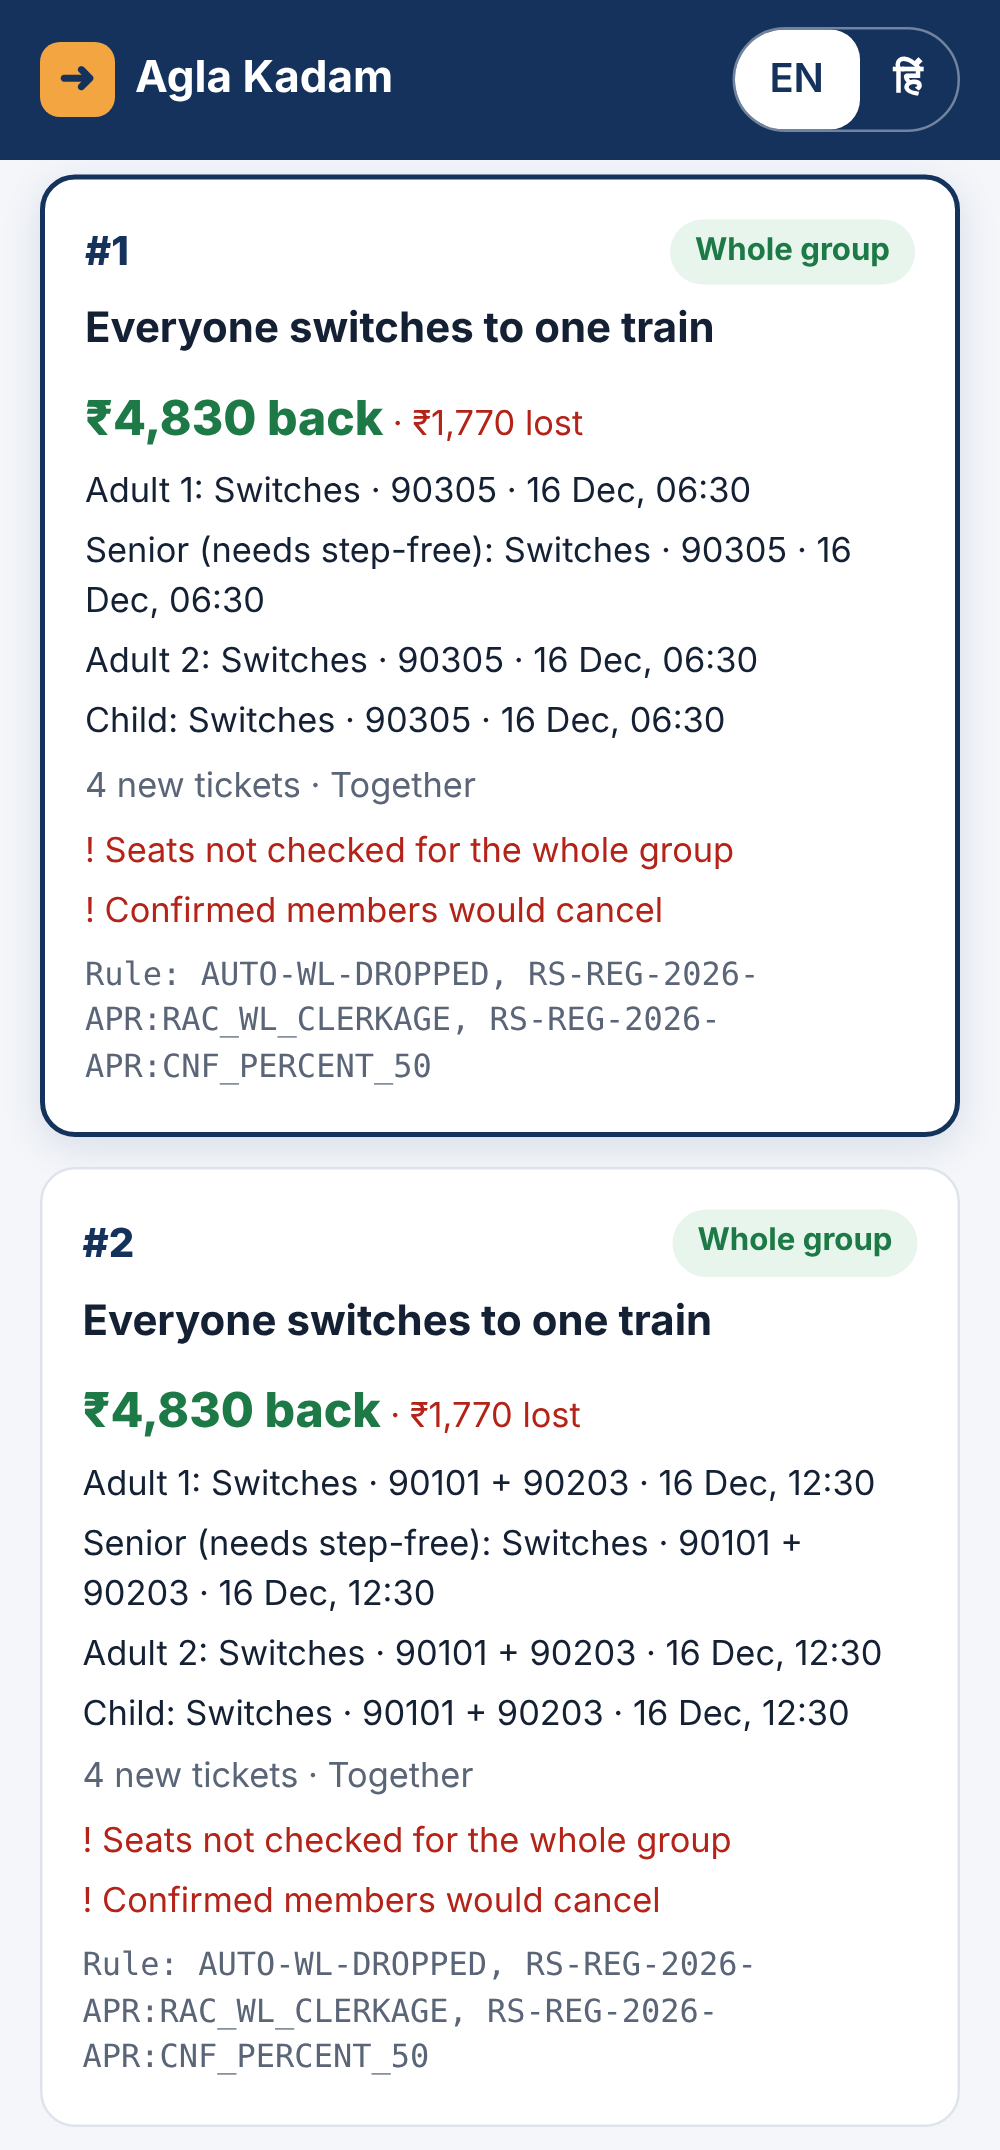 Agla Kadam
EN
हिं
#1
Whole group
Everyone switches to one train
₹4,830 back · ₹1,770 lost
Adult 1: Switches · 90305 · 16 Dec, 06:30
Senior (needs step-free): Switches · 90305 · 16
Dec, 06:30
Adult 2: Switches · 90305 · 16 Dec, 06:30
Child: Switches · 90305 · 16 Dec, 06:30
4 new tickets · Together
! Seats not checked for the whole group
! Confirmed members would cancel
Rule: AUTO-WL-DROPPED, RS-REG-2026-
APR:RAC_WL_CLERKAGE, RS-REG-2026-
APR:CNF_PERCENT_50
#2
Whole group
Everyone switches to one train
₹4,830 back · ₹1,770 lost
Adult 1: Switches · 90101 + 90203 · 16 Dec, 12:30
Senior (needs step-free): Switches · 90101 +
90203 · 16 Dec, 12:30
Adult 2: Switches · 90101 + 90203 · 16 Dec, 12:30
Child: Switches · 90101 + 90203 · 16 Dec, 12:30
4 new tickets · Together
! Seats not checked for the whole group
! Confirmed members would cancel
Rule: AUTO-WL-DROPPED, RS-REG-2026-
APR:RAC_WL_CLERKAGE, RS-REG-2026-
APR:CNF_PERCENT_50